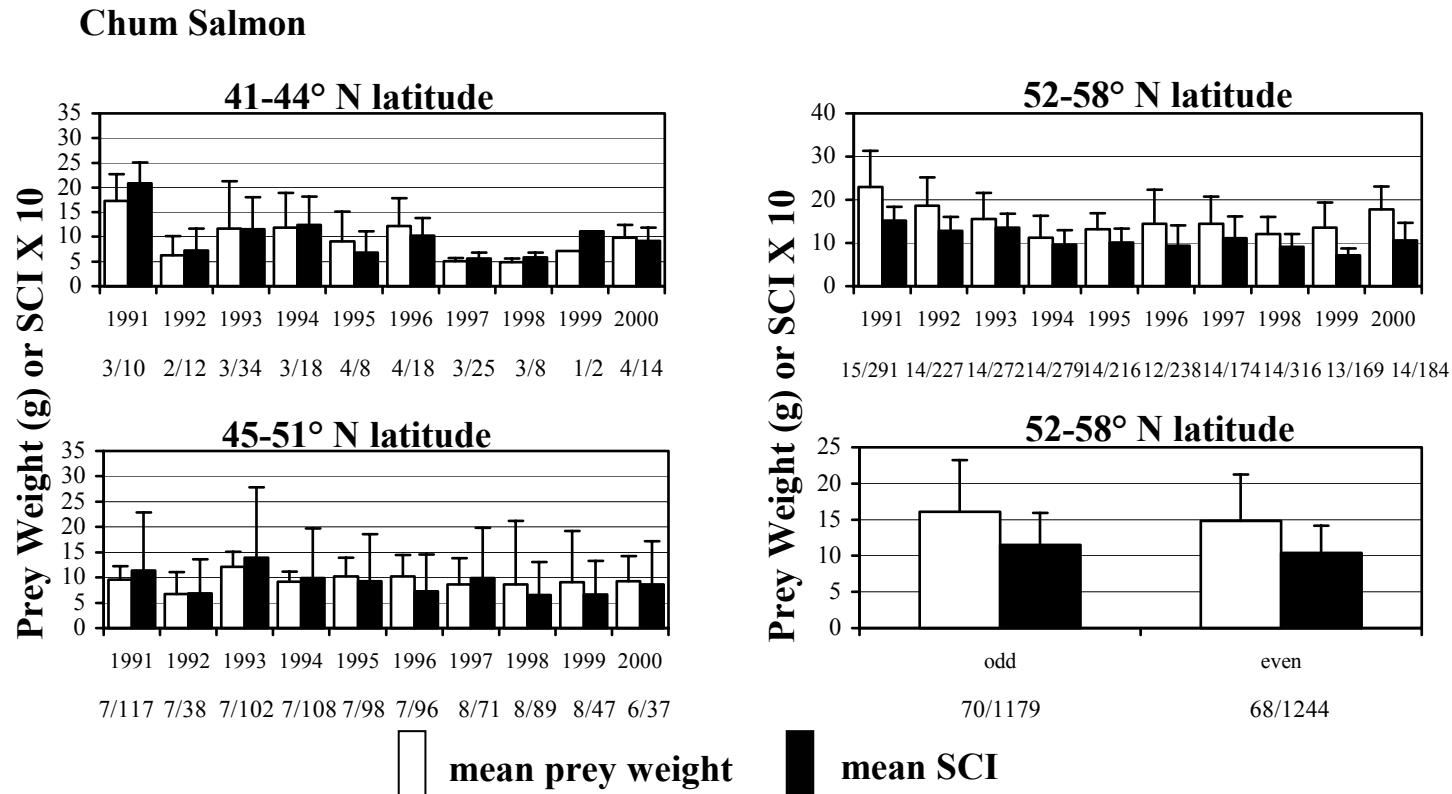 Chum Salmon
41-44° N latitude
35
30
25
20
15
10
5
0
1991 1992 1993 1994 1995 1996 1997 1998 1999 2000
3/10 2/12 3/34 3/18 4/8 4/18 3/25 3/8 1/2 4/14
45-51° N latitude
35
30
25
20
15
10
5
0
1991 1992 1993 1994 1995 1996 1997 1998 1999 2000
7/117 7/38 7/102 7/108 7/98 7/96 8/71 8/89 8/47 6/37
Prey Weight (g) or SCI X 10
52-58° N latitude
40
30
20
10
0
1991 1992 1993 1994 1995 1996 1997 1998 1999 2000
15/291 14/227 14/272 14/279 14/216 12/238 14/174 14/316 13/169 14/184
52-58° N latitude
25
20
15
10
5
0
odd even
70/1179 68/1244
Prey Weight (g) or SCI X 10
mean prey weight mean SCI